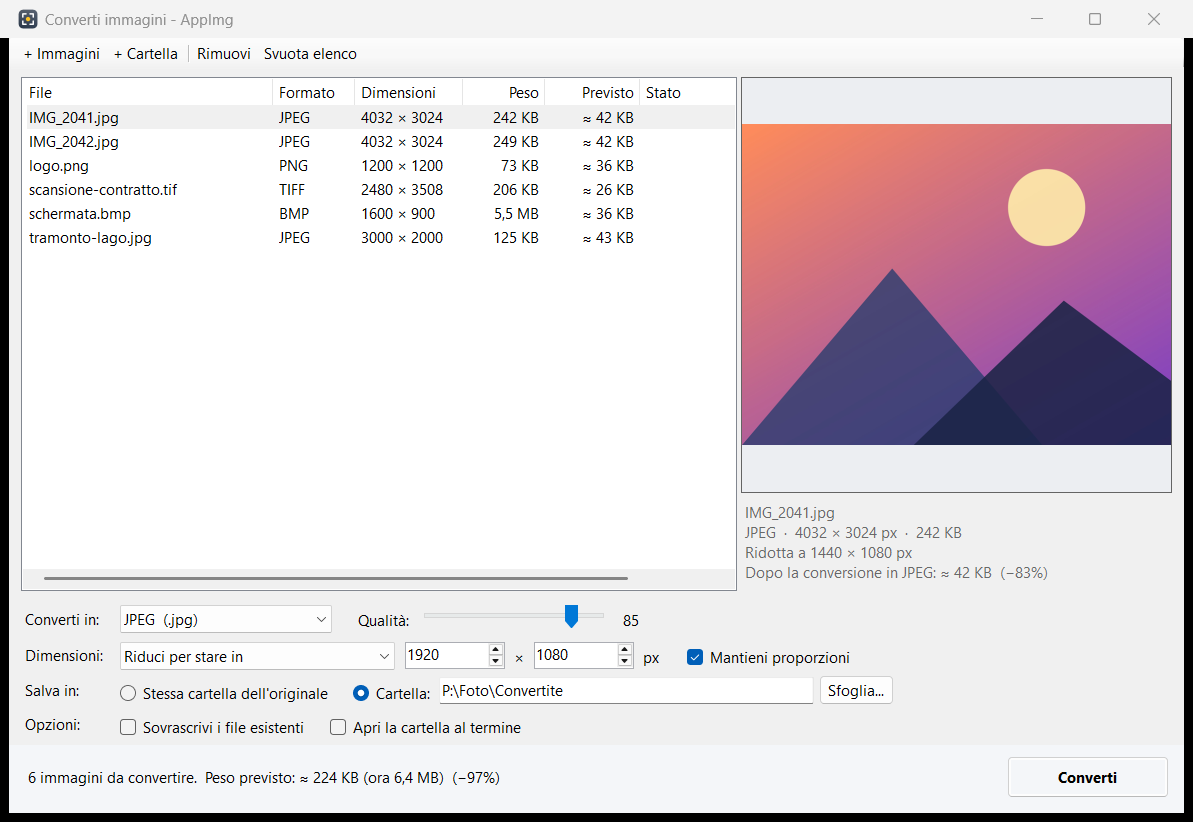 Converti immagini - AppImg
+ Immagini + Cartella Rimuovi Svuota elenco
File Formato Dimensioni Peso Previsto Stato
IMG_2041.jpg JPEG 4032 × 3024 242 KB ≈ 42 KB
IMG_2042.jpg JPEG 4032 × 3024 249 KB ≈ 42 KB
logo.png PNG 1200 × 1200 73 KB ≈ 36 KB
scansione-contratto.tif TIFF 2480 × 3508 206 KB ≈ 26 KB
schermata.bmp BMP 1600 × 900 5,5 MB ≈ 36 KB
tramonto-lago.jpg JPEG 3000 × 2000 125 KB ≈ 43 KB
IMG_2041.jpg
JPEG · 4032 × 3024 px · 242 KB
Ridotta a 1440 × 1080 px
Dopo la conversione in JPEG: ≈ 42 KB (−83%)
Converti in: JPEG (.jpg) Qualità: 85
Dimensioni: Riduci per stare in 1920 × 1080 px Mantieni proporzioni
Salva in: Stessa cartella dell'originale Cartella: P:\Foto\Convertite Sfoglia...
Opzioni: Sovrascrivi i file esistenti Apri la cartella al termine
6 immagini da convertire. Peso previsto: ≈ 224 KB (ora 6,4 MB) (−97%) Converti